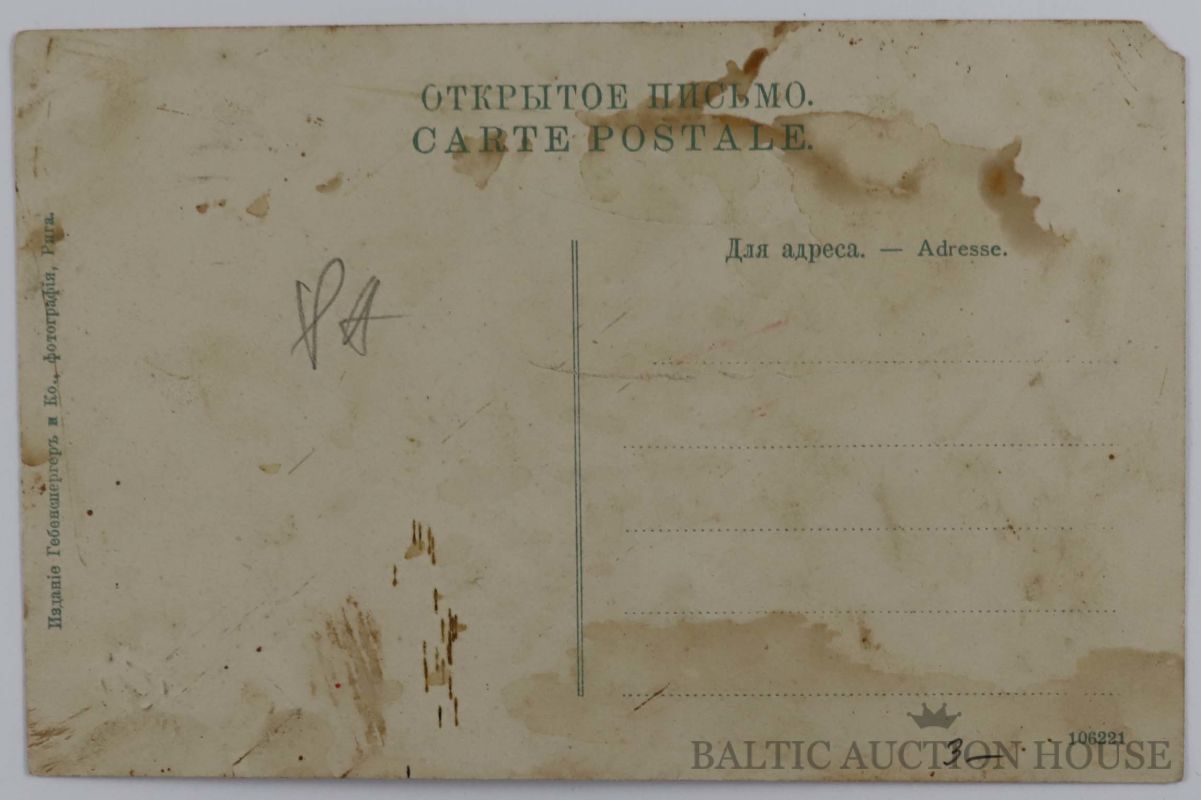 ОТКРЫТОЕ ПИСЬМО.
CARTE POSTALE.
Для адреса. — Adresse.
Изданіе Гебенспергеръ и Ко., фотографія, Рига.
106221
3—
BALTIC AUCTION HOUSE